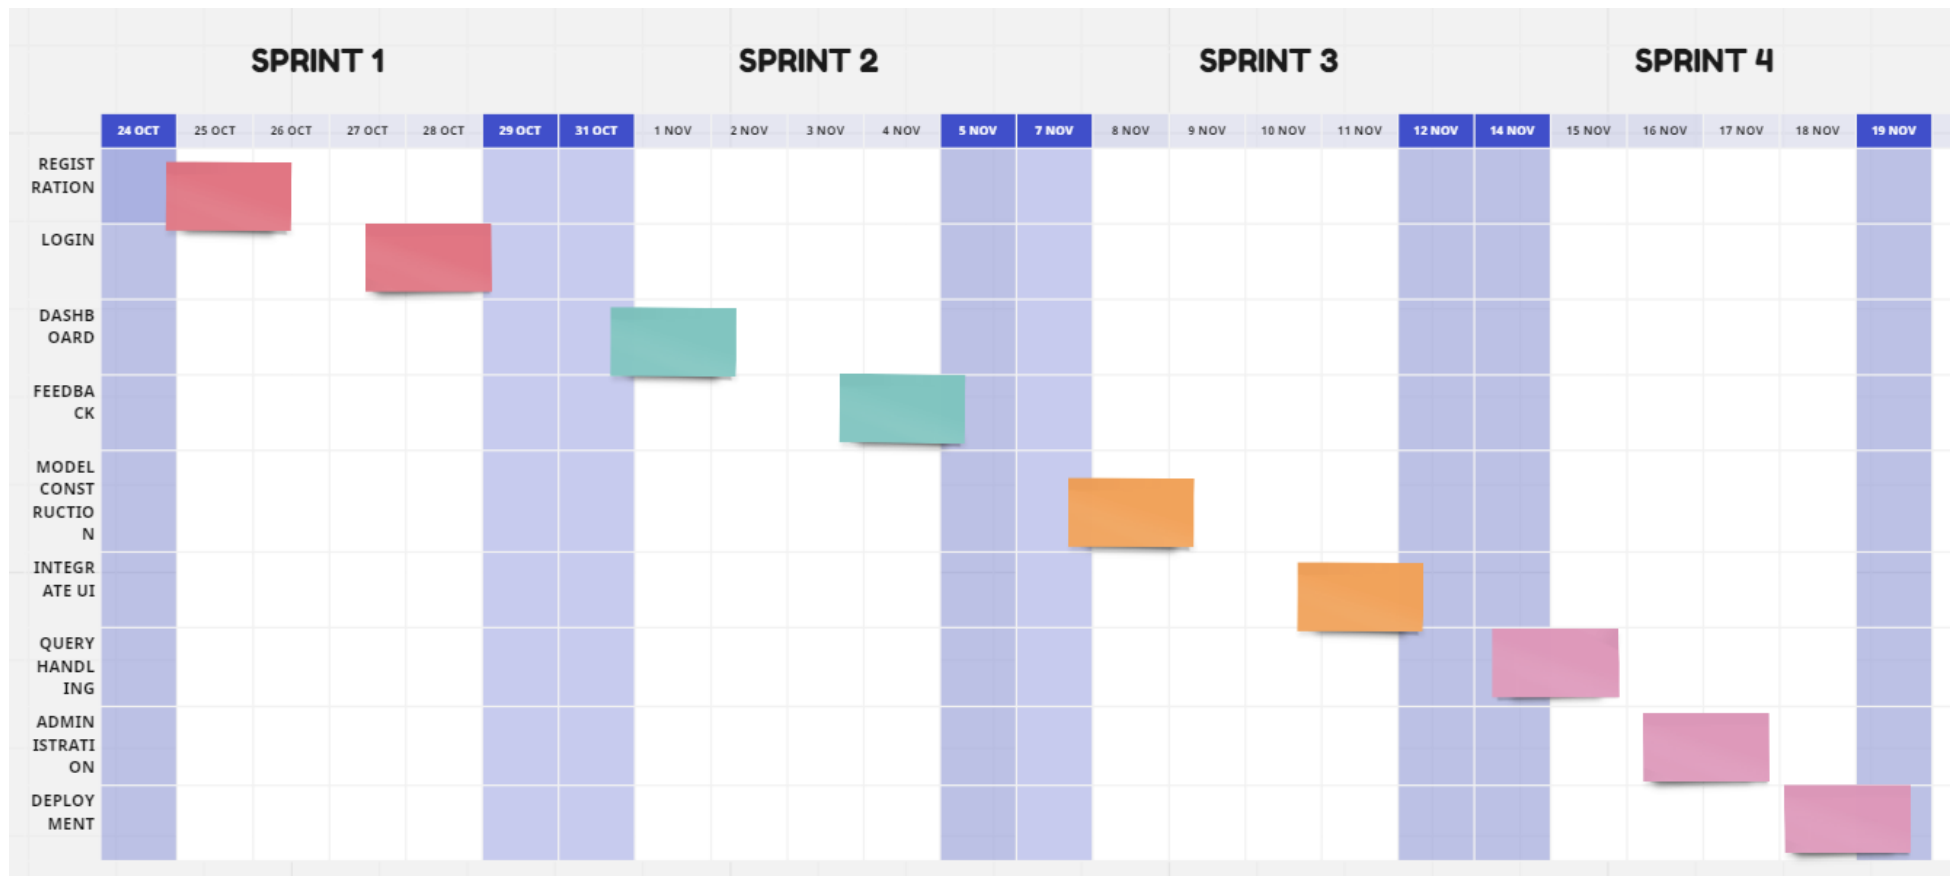 SPRINT 1 SPRINT 2 SPRINT 3 SPRINT 4
24 OCT 25 OCT 26 OCT 27 OCT 28 OCT 29 OCT 31 OCT 1 NOV 2 NOV 3 NOV 4 NOV 5 NOV 7 NOV 8 NOV 9 NOV 10 NOV 11 NOV 12 NOV 14 NOV 15 NOV 16 NOV 17 NOV 18 NOV 19 NOV
REGIST
RATION
LOGIN
DASHB
OARD
FEEDBA
CK
MODEL
CONST
RUCTIO
N
INTEGR
ATE UI
QUERY
HANDL
ING
ADMIN
ISTRATI
ON
DEPLOY
MENT